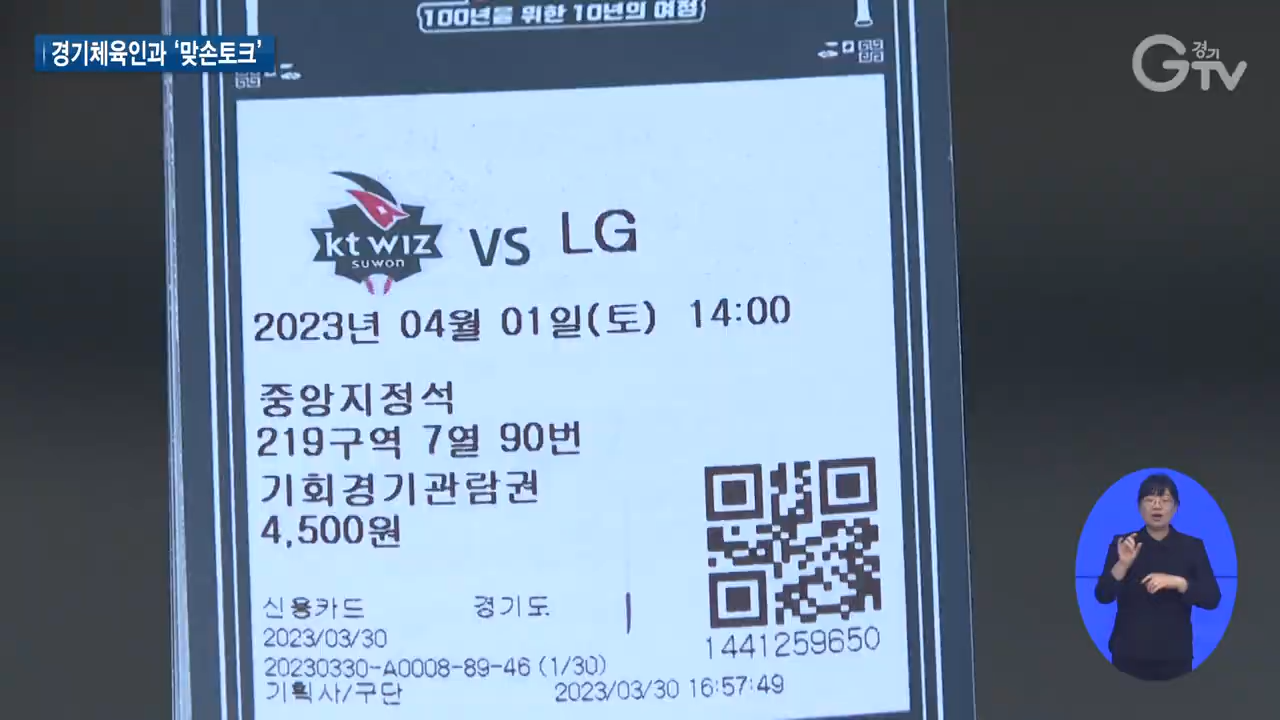 100년을 위한 10년의 여정
경기체육인과 ‘맞손토크’
경기
GTV
kt wiz
suwon
VS LG
2023년 04월 01일(토) 14:00
중앙지정석
219구역 7열 90번
기회경기관람권
4,500원
신용카드 경기도
2023/03/30
1441259650
20230330-A0008-89-46 (1/30)
기획사/구단 2023/03/30 16:57:49